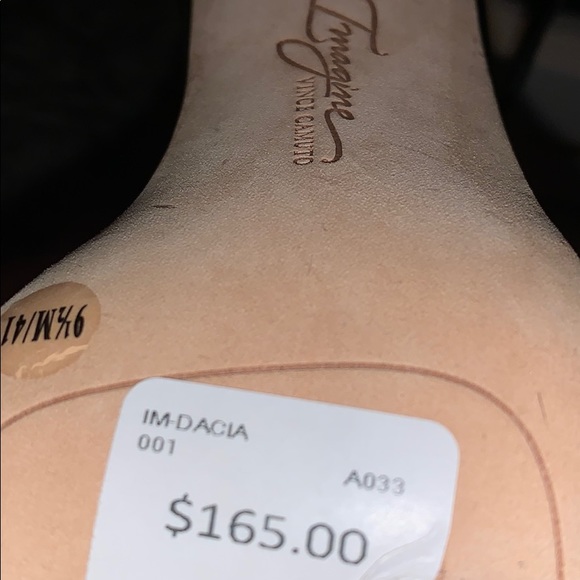 Imagine
VINCE CAMUTO
9½M/41
IM-DACIA
001
A033
$165.00